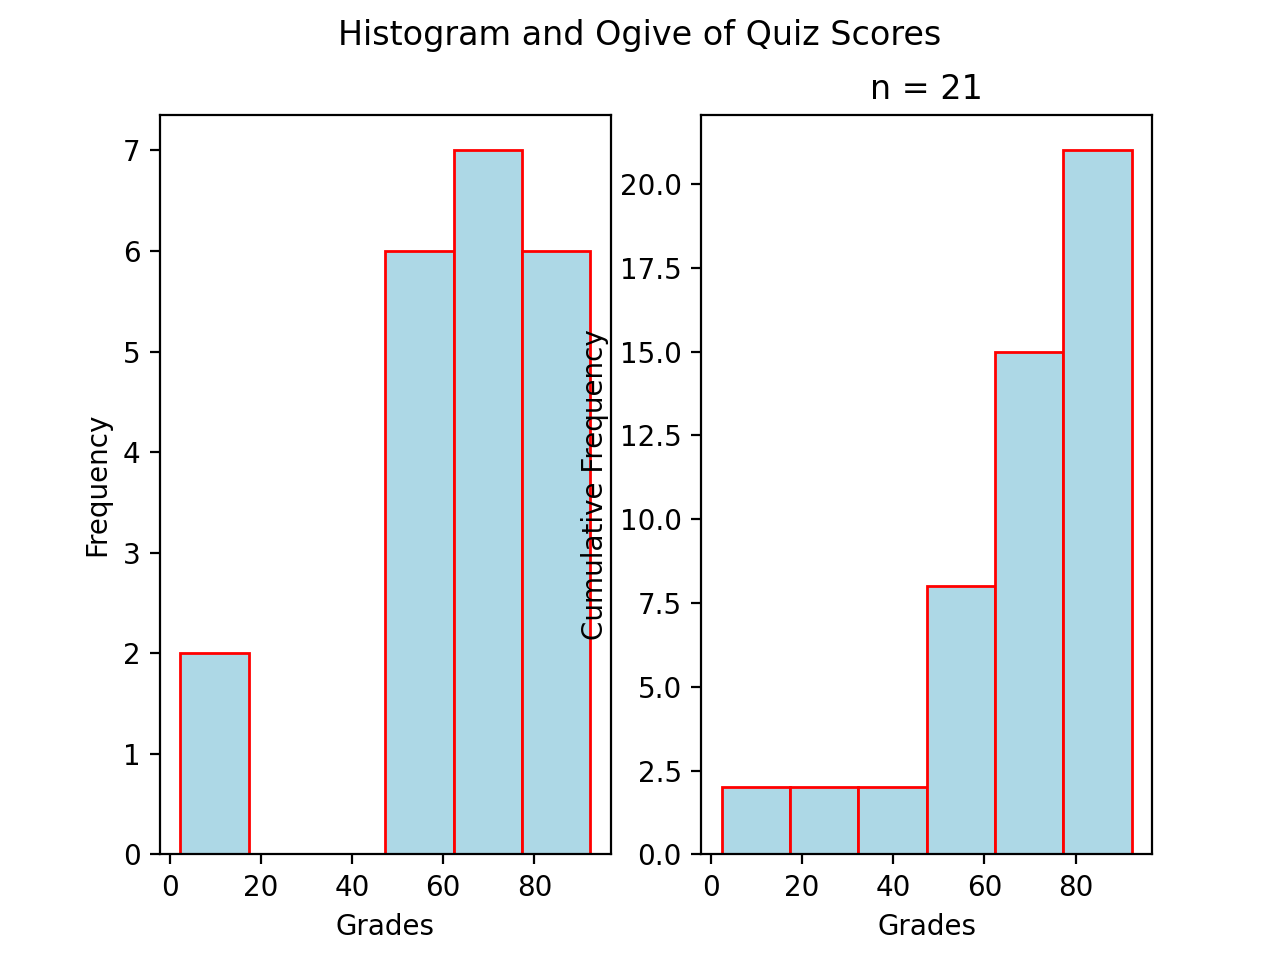 Histogram and Ogive of Quiz Scores
n = 21
Frequency
7
6
5
4
3
2
1
0
0 20 40 60 80
Grades
Cumulative Frequency
20.0
17.5
15.0
12.5
10.0
7.5
5.0
2.5
0.0
0 20 40 60 80
Grades